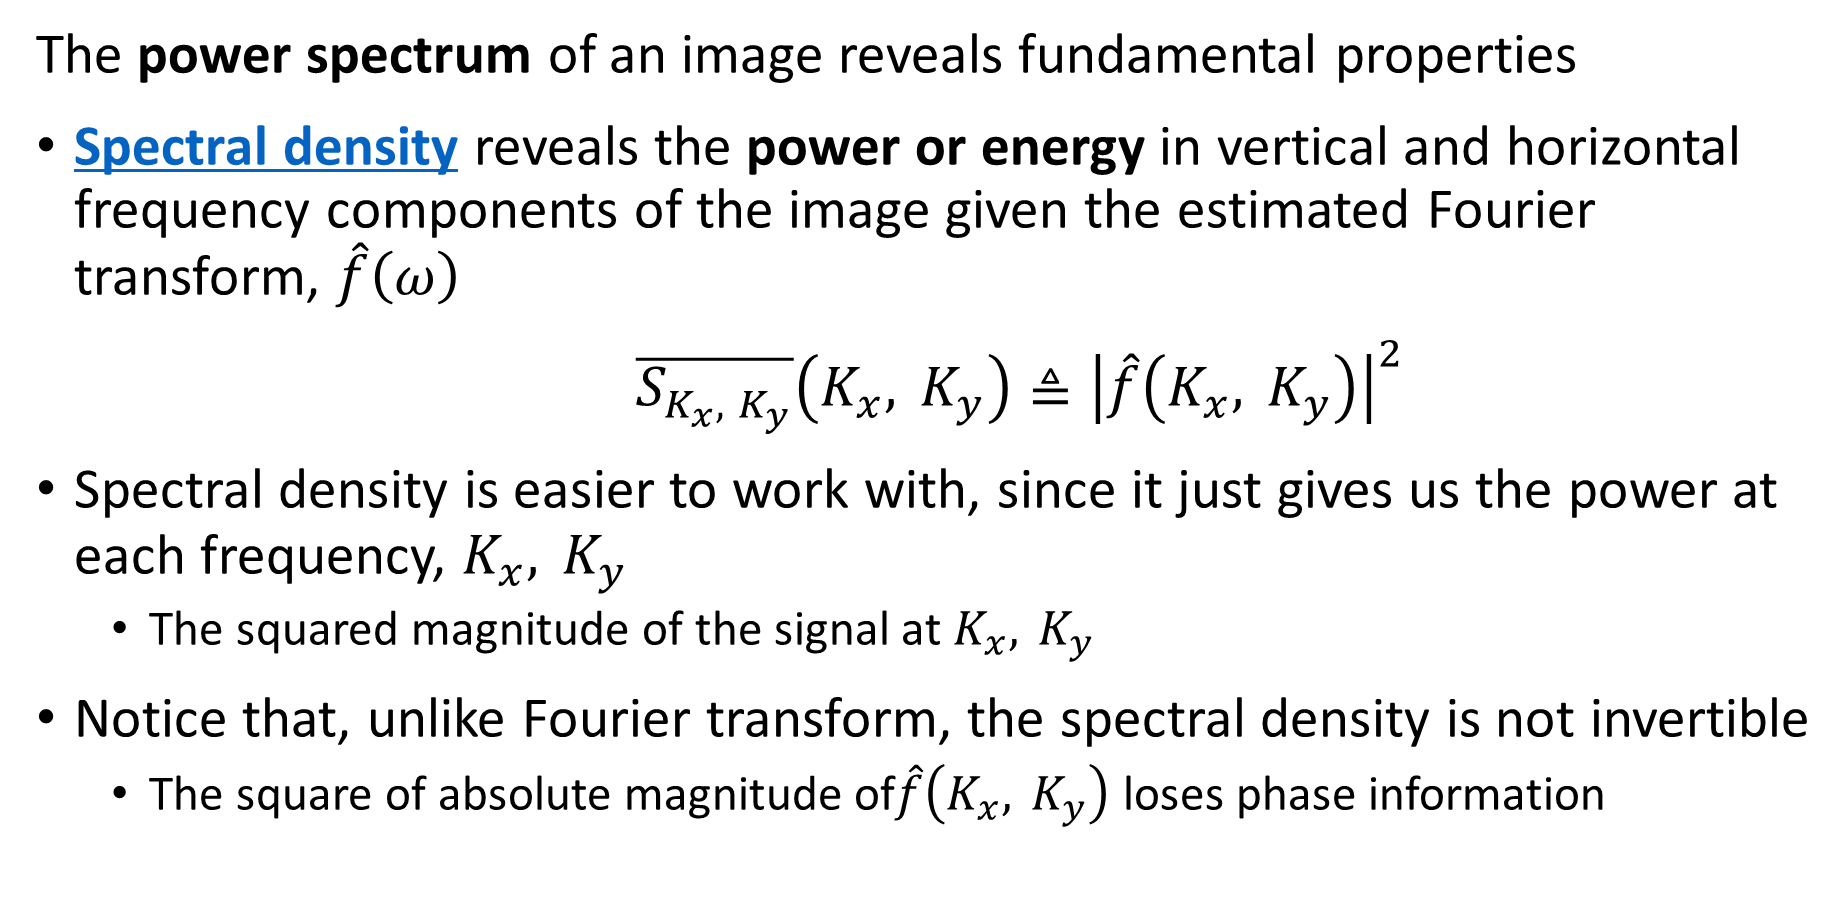 The power spectrum of an image reveals fundamental properties
• Spectral density reveals the power or energy in vertical and horizontal
frequency components of the image given the estimated Fourier
transform, f̂(ω)
$\overline{S_{K_x,\ K_y}}(K_x,\ K_y) ≜ |\hat{f}(K_x,\ K_y)|^2$
• Spectral density is easier to work with, since it just gives us the power at
each frequency, $K_x,\ K_y$
• The squared magnitude of the signal at $K_x,\ K_y$
• Notice that, unlike Fourier transform, the spectral density is not invertible
• The square of absolute magnitude of$\hat{f}(K_x,\ K_y)$ loses phase information